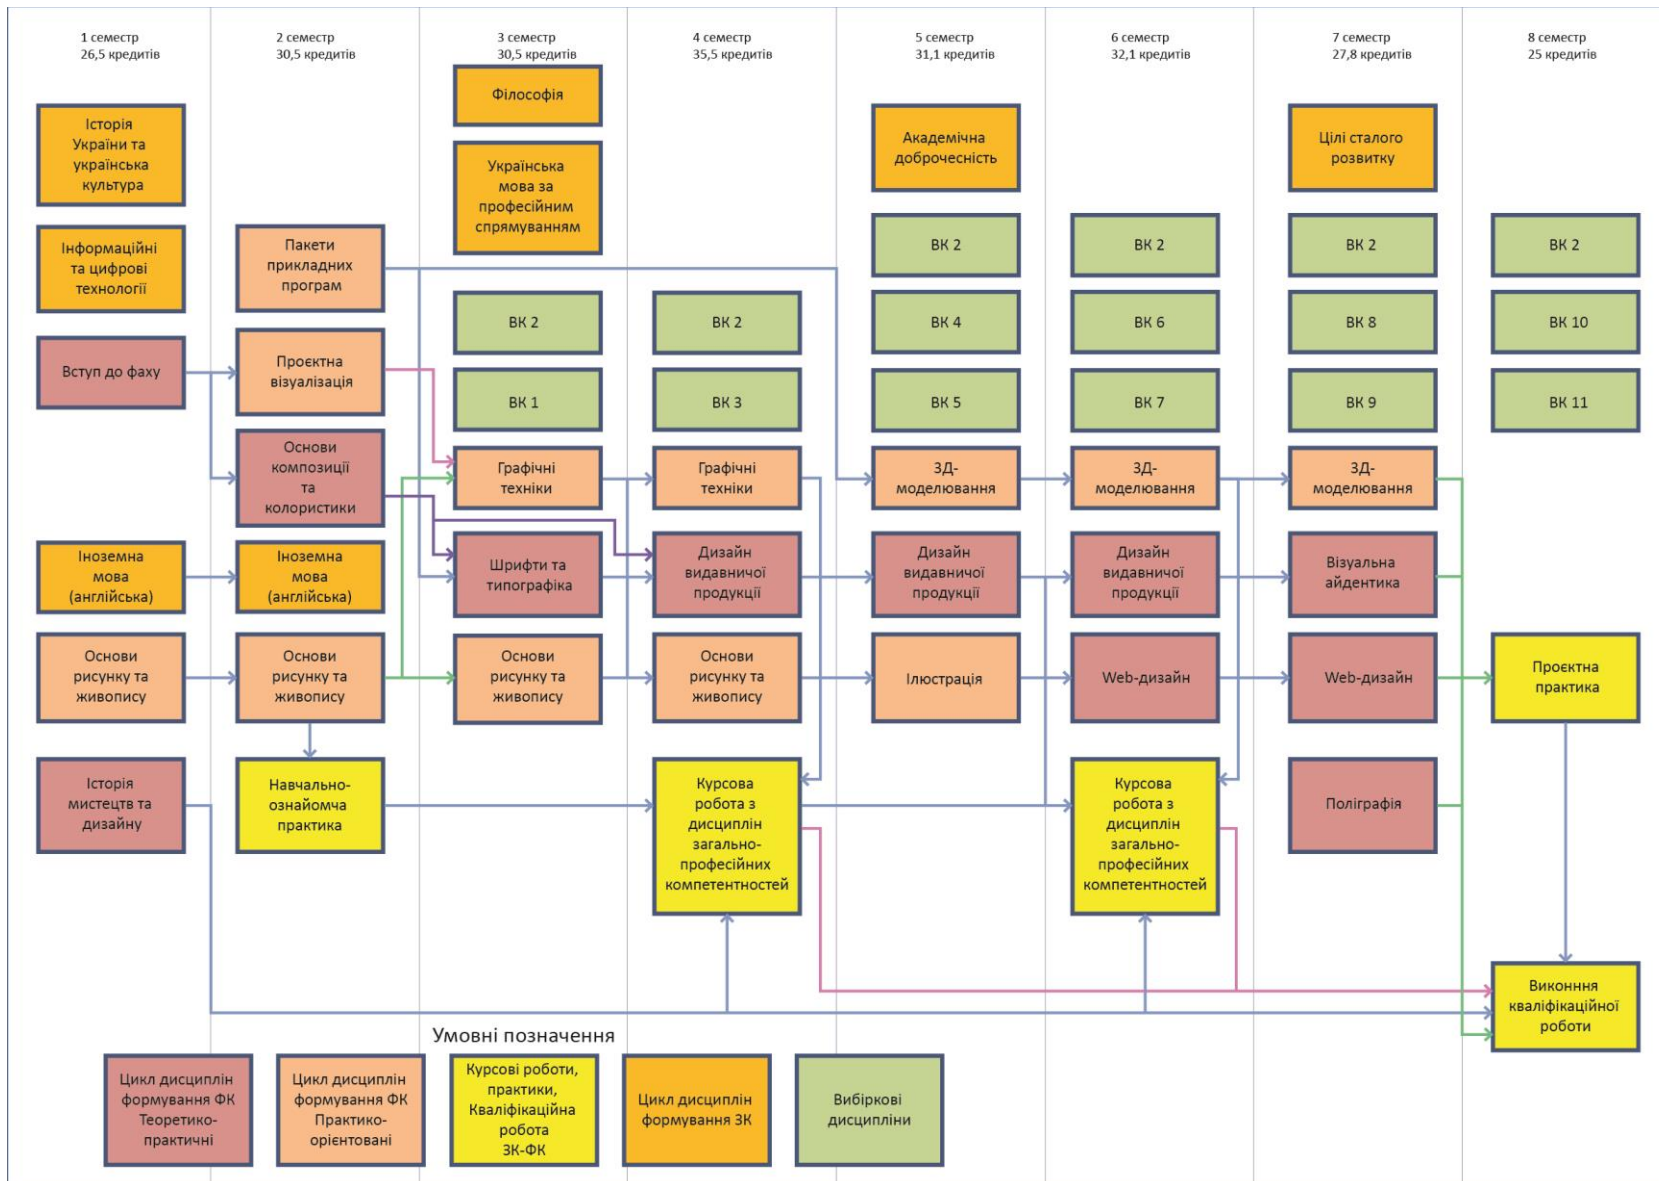 1 семестр
26,5 кредитів
2 семестр
30,5 кредитів
3 семестр
30,5 кредитів
4 семестр
35,5 кредитів
5 семестр
31,1 кредитів
6 семестр
32,1 кредитів
7 семестр
27,8 кредитів
8 семестр
25 кредитів
Історія
України та
українська
культура
Інформаційні
та цифрові
технології
Вступ до фаху
Іноземна
мова
(англійська)
Основи
рисунку та
живопису
Історія
мистецтв та
дизайну
Пакети
прикладних
програм
Проєктна
візуалізація
Основи
композиції
та
колористики
Іноземна
мова
(англійська)
Основи
рисунку та
живопису
Навчально-
ознайомча
практика
Філософія
Українська
мова за
професійним
спрямуванням
ВК 2
ВК 1
Графічні
техніки
Шрифти та
типографіка
Основи
рисунку та
живопису
ВК 2
ВК 3
Графічні
техніки
Дизайн
видавничої
продукції
Основи
рисунку та
живопису
Курсова
робота з
дисциплін
загально-
професійних
компетентностей
Академічна
доброчесність
ВК 2
ВК 4
ВК 5
3Д-
моделювання
Дизайн
видавничої
продукції
Ілюстрація
ВК 2
ВК 6
ВК 7
3Д-
моделювання
Дизайн
видавничої
продукції
Web-дизайн
Курсова
робота з
дисциплін
загально-
професійних
компетентностей
Цілі сталого
розвитку
ВК 2
ВК 8
ВК 9
3Д-
моделювання
Візуальна
айдентика
Web-дизайн
Поліграфія
ВК 2
ВК 10
ВК 11
Проєктна
практика
Виконння
кваліфікаційної
роботи
Умовні позначення
Цикл дисциплін
формування ФК
Теоретико-
практичні
Цикл дисциплін
формування ФК
Практико-
орієнтовані
Курсові роботи,
практики,
Кваліфікаційна
робота
ЗК-ФК
Цикл дисциплін
формування ЗК
Вибіркові
дисципліни